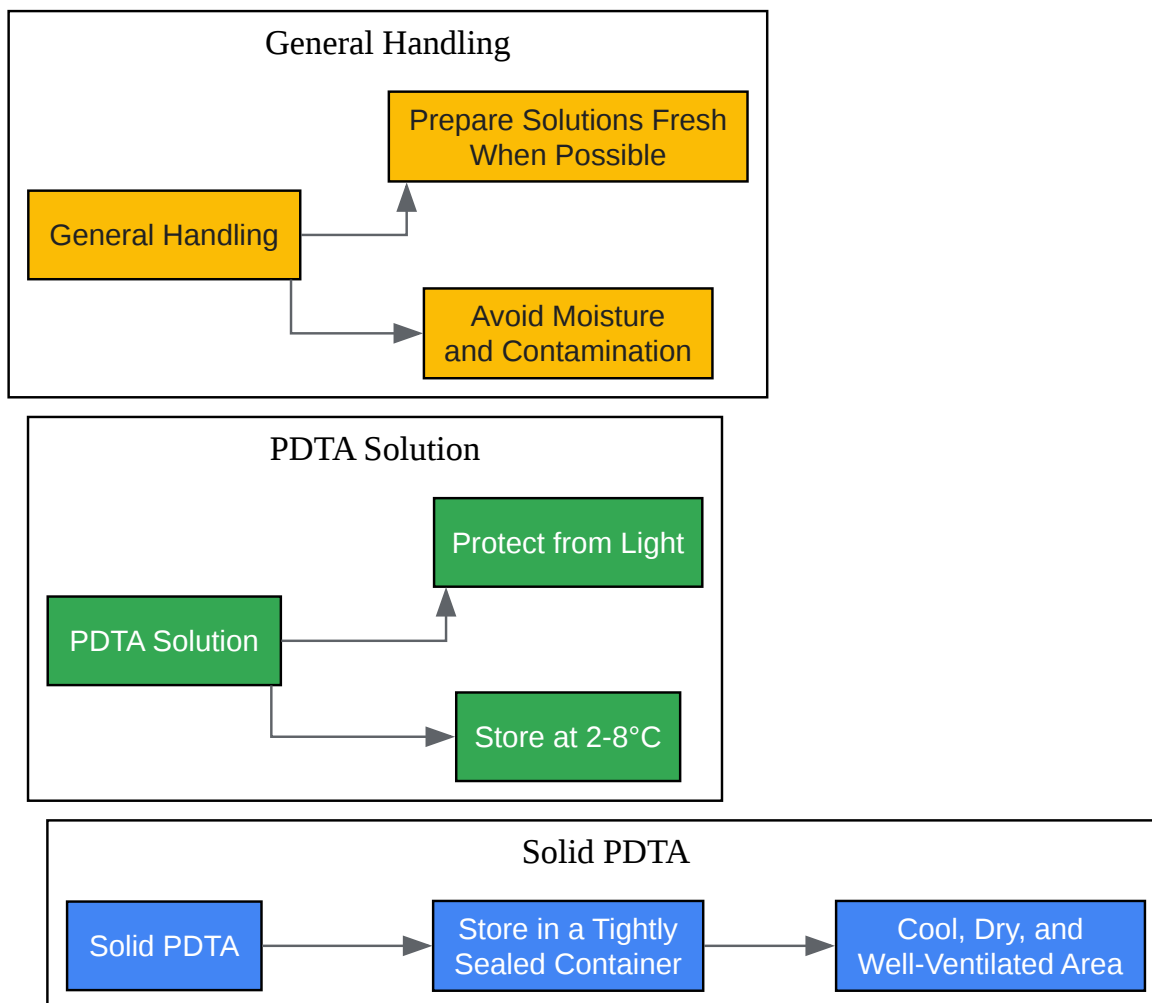 General Handling
Prepare Solutions Fresh
When Possible
General Handling
Avoid Moisture
and Contamination
PDTA Solution
Protect from Light
PDTA Solution
Store at 2-8°C
Solid PDTA
Solid PDTA
Store in a Tightly
Sealed Container
Cool, Dry, and
Well-Ventilated Area